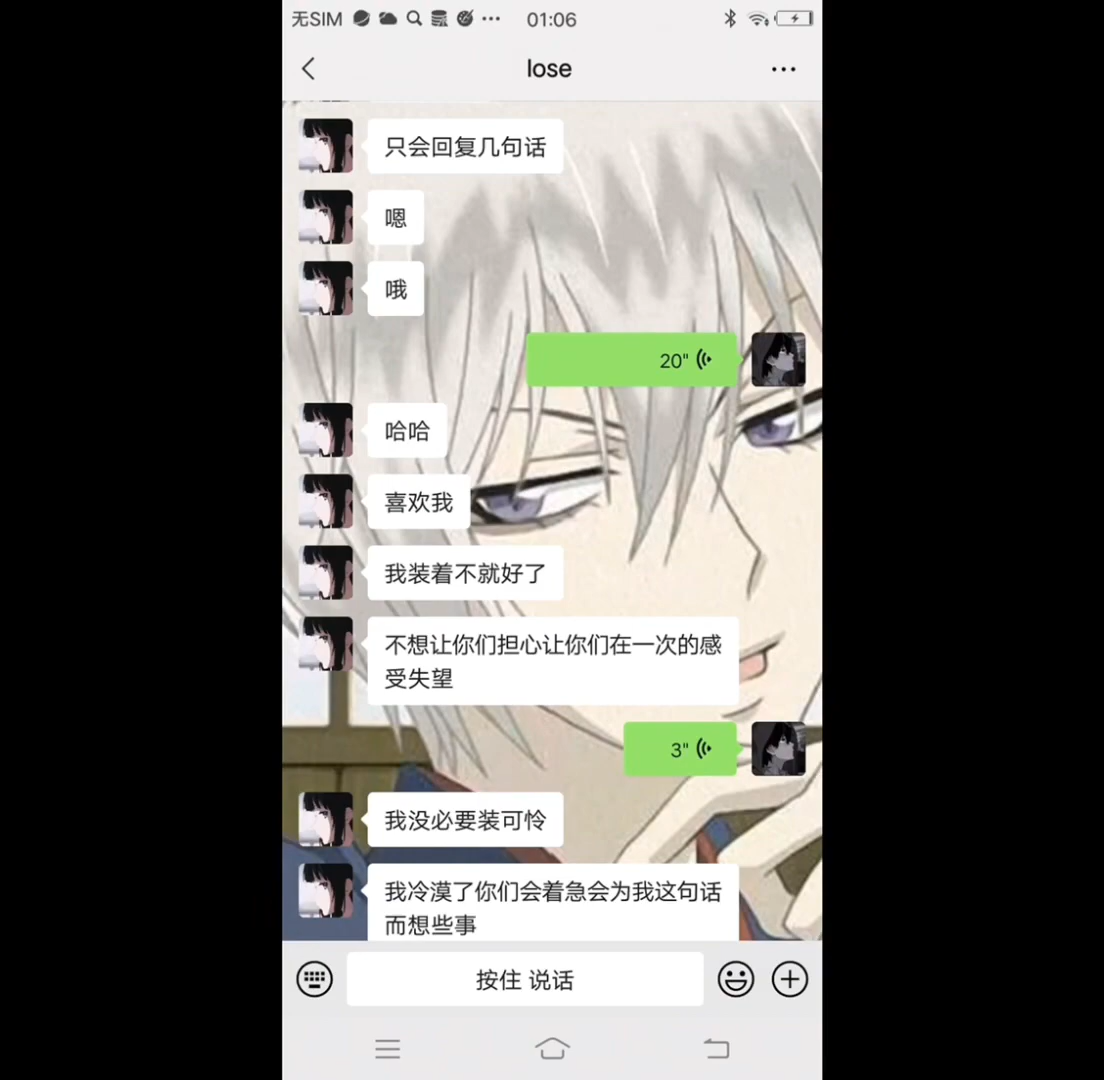 无SIM 01:06
lose
只会回复几句话
嗯
哦
20"
哈哈
喜欢我
我装着不就好了
不想让你们担心让你们在一次的感
受失望
3"
我没必要装可怜
我冷漠了你们会着急会为我这句话
而想些事
按住 说话